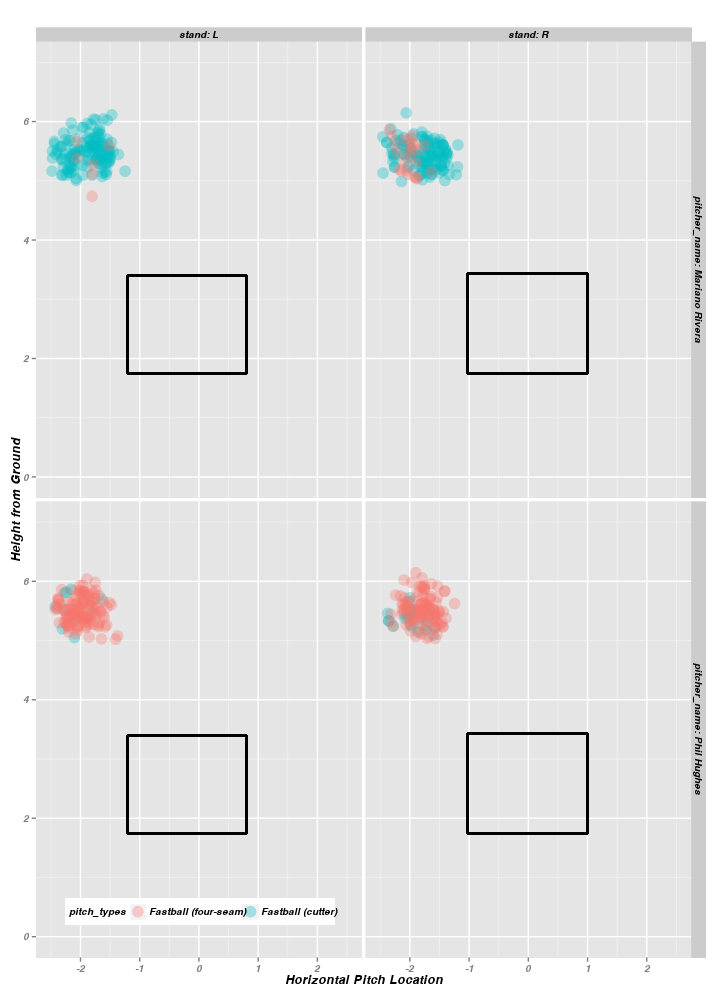 stand: L
stand: R
6
4
2
0
pitcher_name: Mariano Rivera
Height from Ground
6
4
2
0
pitcher_name: Phil Hughes
pitch_types Fastball (four-seam) Fastball (cutter)
-2 -1 0 1 2
-2 -1 0 1 2
Horizontal Pitch Location